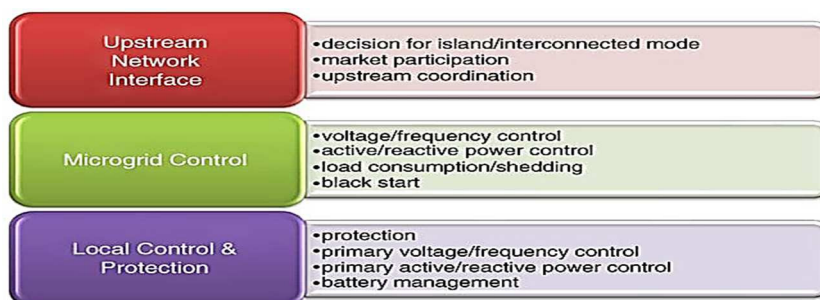 Upstream
Network
Interface
•decision for island/interconnected mode
•market participation
•upstream coordination
Microgrid Control
•voltage/frequency control
•active/reactive power control
•load consumption/shedding
•black start
Local Control &
Protection
•protection
•primary voltage/frequency control
•primary active/reactive power control
•battery management